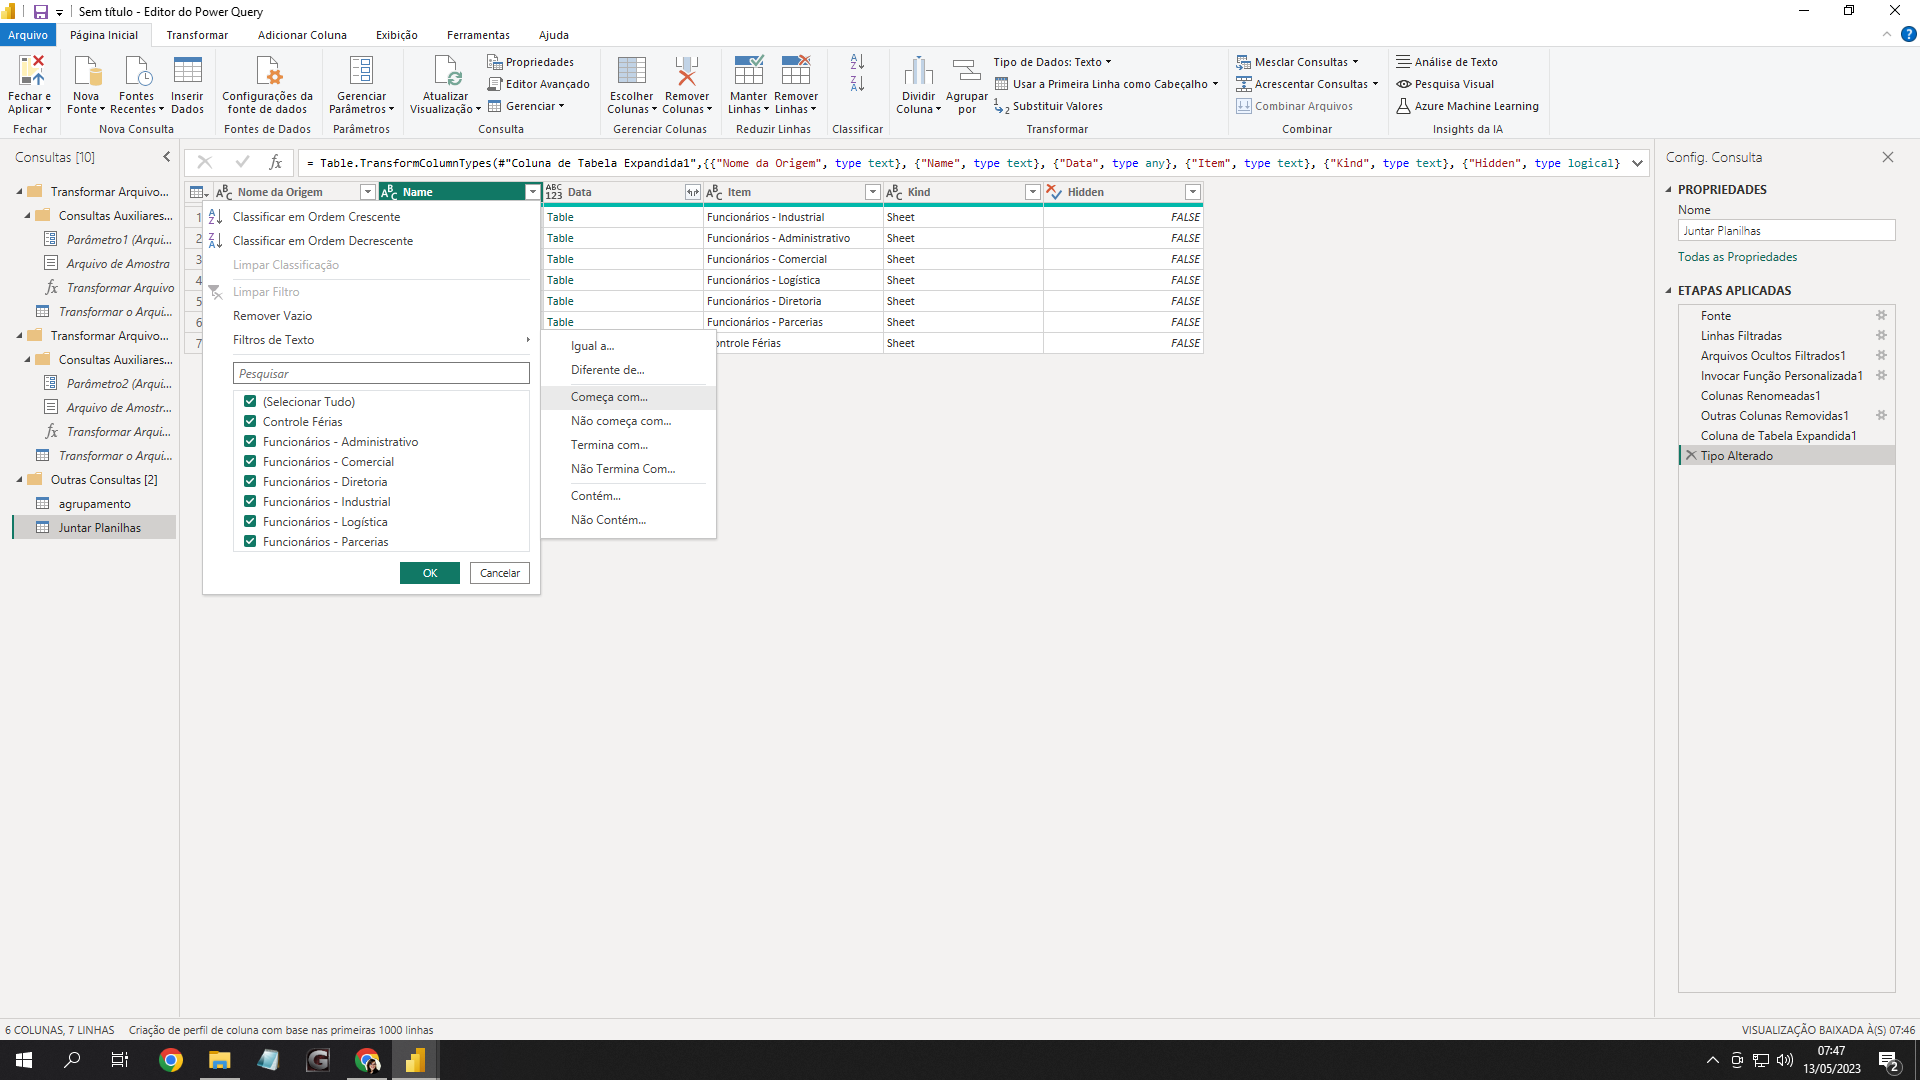 Sem título - Editor do Power Query
Arquivo
Página Inicial
Transformar
Adicionar Coluna
Exibição
Ferramentas
Ajuda
Fechar e Aplicar
Nova Fonte
Fontes Recentes
Inserir Dados
Configurações da fonte de dados
Gerenciar Parâmetros
Atualizar Visualização
Propriedades
Editor Avançado
Gerenciar
Escolher Colunas
Remover Colunas
Manter Linhas
Remover Linhas
Dividir Coluna
Agrupar por
Tipo de Dados: Texto
Usar a Primeira Linha como Cabeçalho
Substituir Valores
Mesclar Consultas
Acrescentar Consultas
Combinar Arquivos
Análise de Texto
Pesquisa Visual
Azure Machine Learning
Fechar
Nova Consulta
Fontes de Dados
Parâmetros
Consulta
Gerenciar Colunas
Reduzir Linhas
Classificar
Transformar
Combinar
Insights da IA
Consultas [10]
Transformar Arquivo...
Consultas Auxiliares...
Parâmetro1 (Arqui...
Arquivo de Amostra
Transformar Arquivo
Transformar o Arqui...
Transformar Arquivo...
Consultas Auxiliares...
Parâmetro2 (Arqui...
Arquivo de Amostr...
Transformar Arqui...
Transformar o Arqui...
Outras Consultas [2]
agrupamento
Juntar Planilhas
= Table.TransformColumnTypes(#"Coluna de Tabela Expandida1",{{"Nome da Origem", type text}, {"Name", type text}, {"Data", type any}, {"Item", type text}, {"Kind", type text}, {"Hidden", type logical}
Nome da Origem Name Data Item Kind Hidden
1 Table Funcionários - Industrial Sheet FALSE
2 Table Funcionários - Administrativo Sheet FALSE
3 Table Funcionários - Comercial Sheet FALSE
4 Table Funcionários - Logística Sheet FALSE
5 Table Funcionários - Diretoria Sheet FALSE
6 Table Funcionários - Parcerias Sheet FALSE
7 ontrole Férias Sheet FALSE
Classificar em Ordem Crescente
Classificar em Ordem Decrescente
Limpar Classificação
Limpar Filtro
Remover Vazio
Filtros de Texto
Pesquisar
(Selecionar Tudo)
Controle Férias
Funcionários - Administrativo
Funcionários - Comercial
Funcionários - Diretoria
Funcionários - Industrial
Funcionários - Logística
Funcionários - Parcerias
OK
Cancelar
Igual a...
Diferente de...
Começa com...
Não começa com...
Termina com...
Não Termina Com...
Contém...
Não Contém...
Config. Consulta
PROPRIEDADES
Nome
Juntar Planilhas
Todas as Propriedades
ETAPAS APLICADAS
Fonte
Linhas Filtradas
Arquivos Ocultos Filtrados1
Invocar Função Personalizada1
Colunas Renomeadas1
Outras Colunas Removidas1
Coluna de Tabela Expandida1
Tipo Alterado
6 COLUNAS, 7 LINHAS
Criação de perfil de coluna com base nas primeiras 1000 linhas
VISUALIZAÇÃO BAIXADA À(S) 07:46
07:47
13/05/2023
2